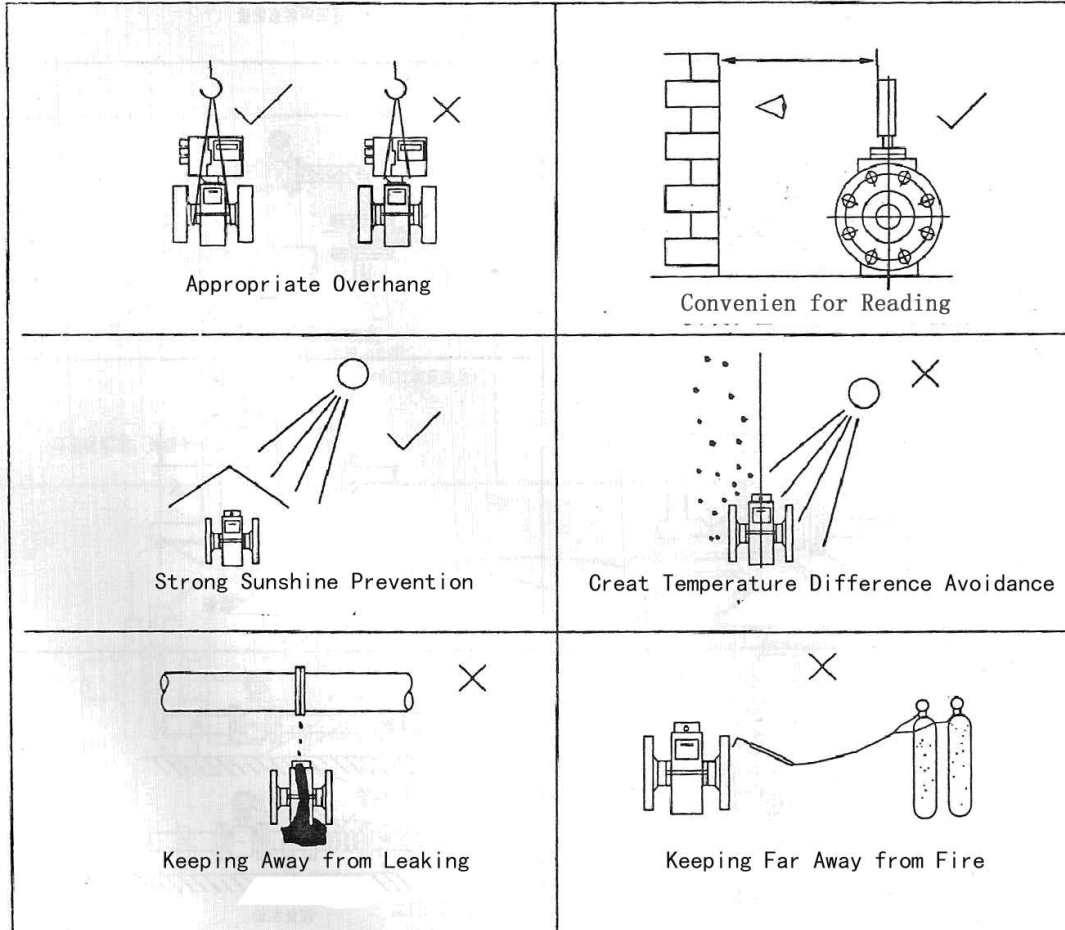 Appropriate Overhang
Convenien for Reading
Strong Sunshine Prevention
Creat Temperature Difference Avoidance
Keeping Away from Leaking
Keeping Far Away from Fire